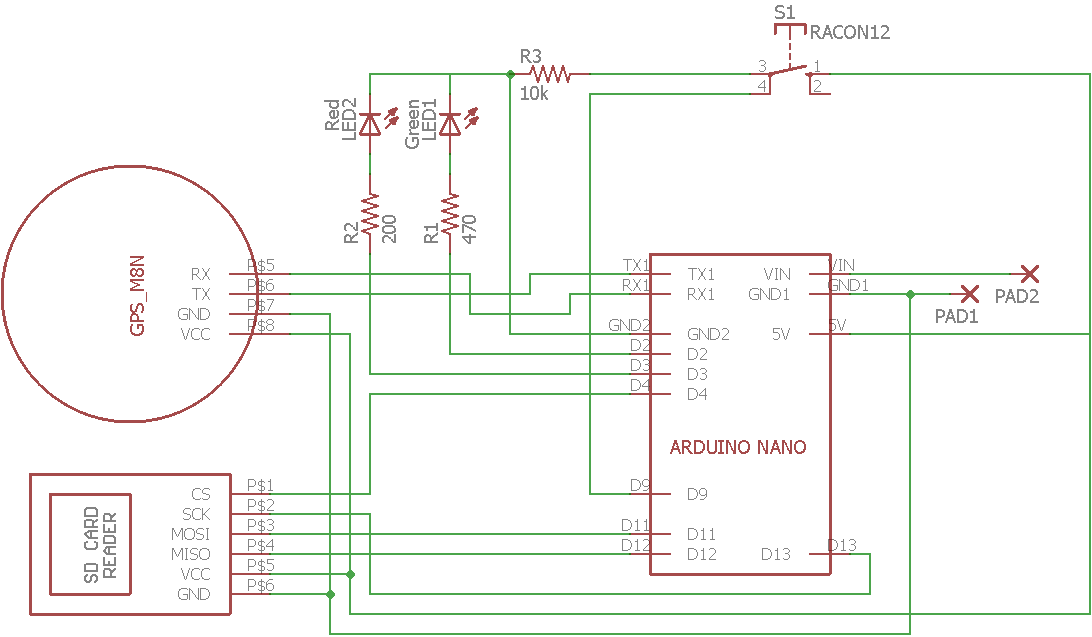 S1
RACON12
R3
10k
3
4
1
2
Red
LED2
Green
LED1
R2
200
R1
470
GPS_M8N
RX
TX
GND
VCC
P$5
P$6
P$7
P$8
TX1
RX1
GND2
D2
D3
D4
D9
D11
D12
TX1
RX1
GND2
D2
D3
D4
D9
D11
D12
VIN
GND1
5V
D13
VIN
GND1
5V
D13
ARDUINO NANO
PAD2
PAD1
SD CARD
READER
CS
SCK
MOSI
MISO
VCC
GND
P$1
P$2
P$3
P$4
P$5
P$6